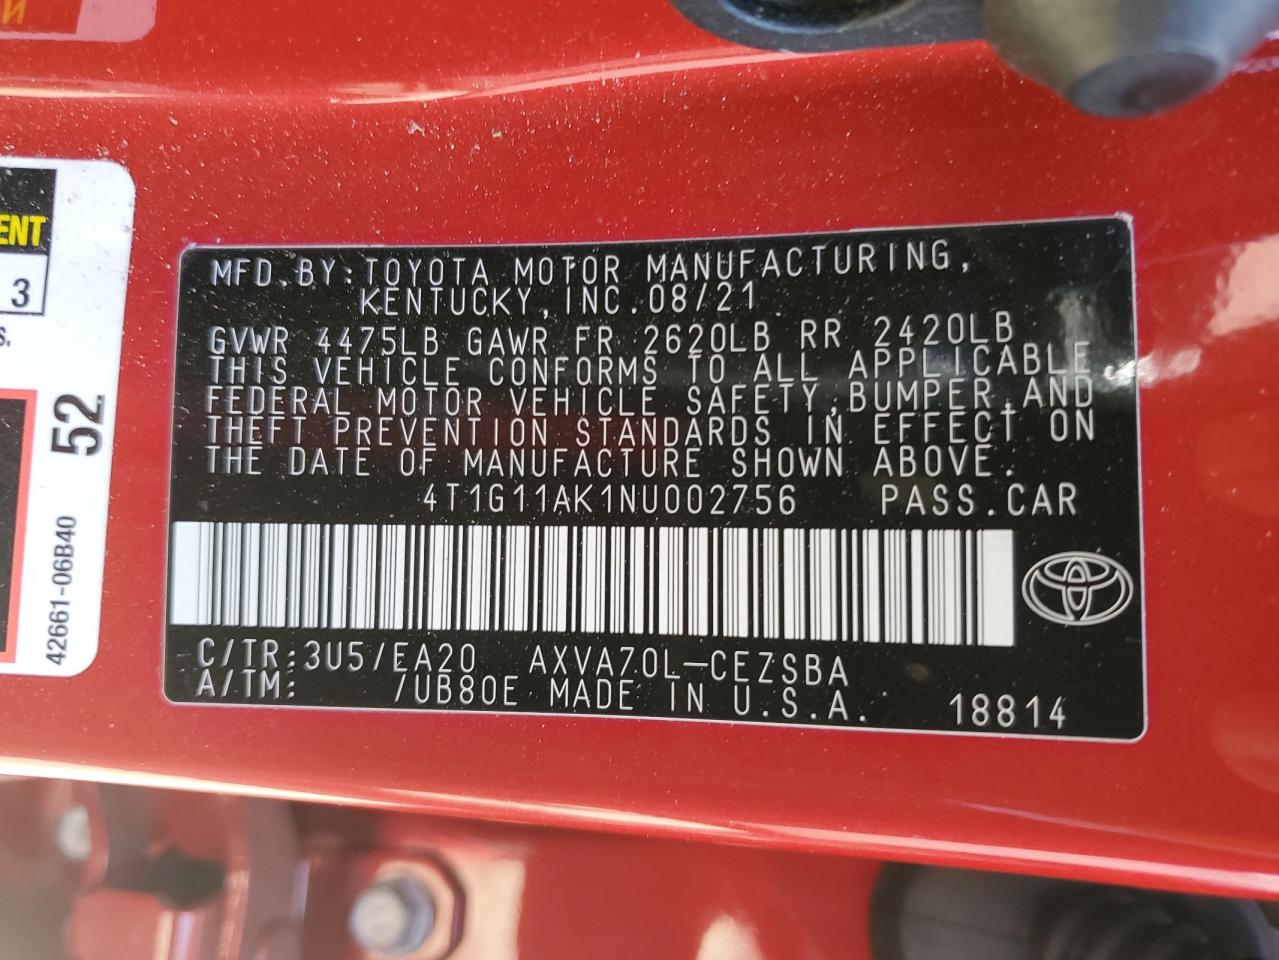 ENT
3
s.
52
42661-06B40
MFD.BY:TOYOTA MOTOR MANUFACTURING,
KENTUCKY,INC.08/21
GVWR 4475LB GAWR FR 2620LB RR 2420LB
THIS VEHICLE CONFORMS TO ALL APPLICABLE
FEDERAL MOTOR VEHICLE SAFETY,BUMPER,AND
THEFT PREVENTION STANDARDS IN EFFECT ON
THE DATE OF MANUFACTURE SHOWN ABOVE.
4T1G11AK1NU002756 PASS.CAR
C/TR:3U5/EA20 AXVA70L-CEZSBA
A/TM: /UB80E MADE IN U.S.A. 18814